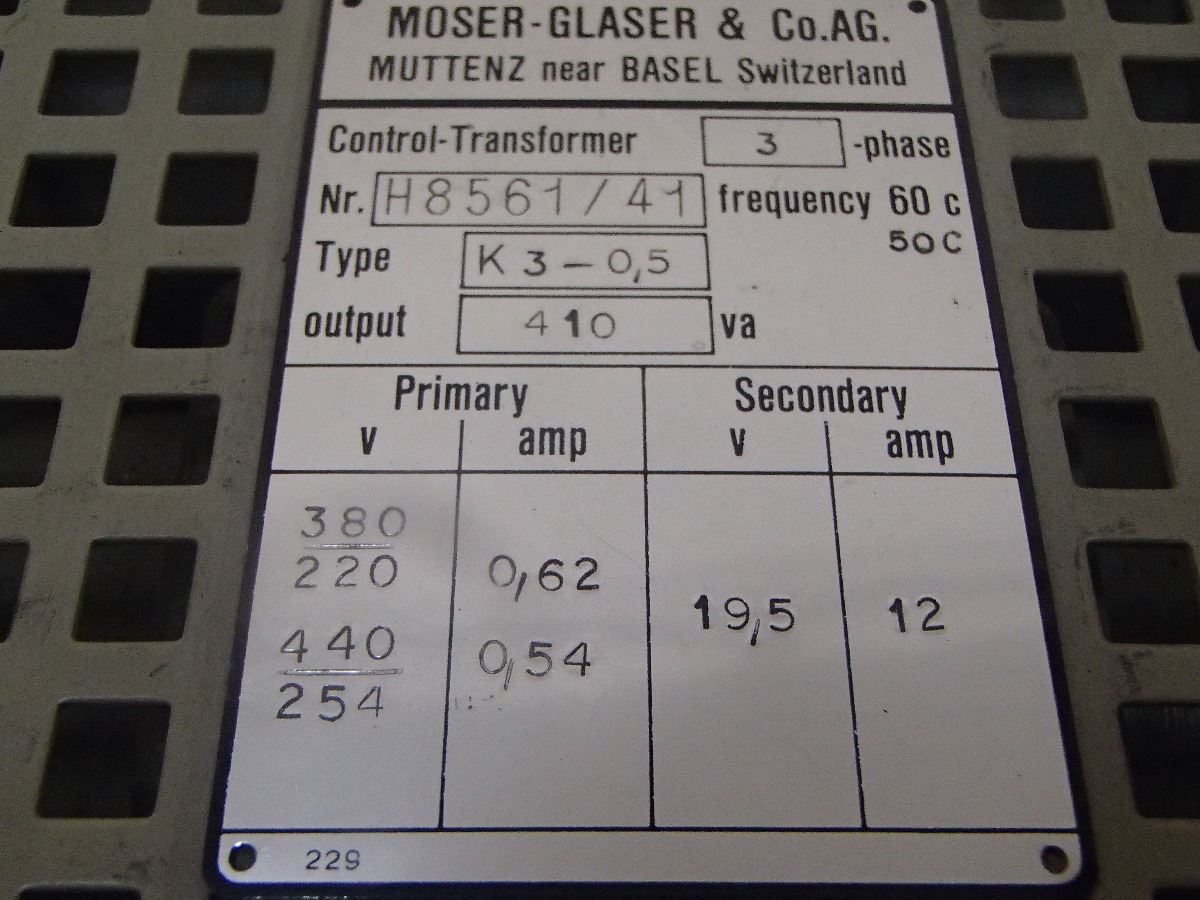 MOSER-GLASER & Co.AG.
MUTTENZ near BASEL Switzerland
Control-Transformer 3 -phase
Nr. H8561/41 frequency 60 c
50 C
Type K 3 – 0,5
output 410 va
Primary Secondary
v amp v amp
380
220 0,62
19,5 12
440
254 0,54
229